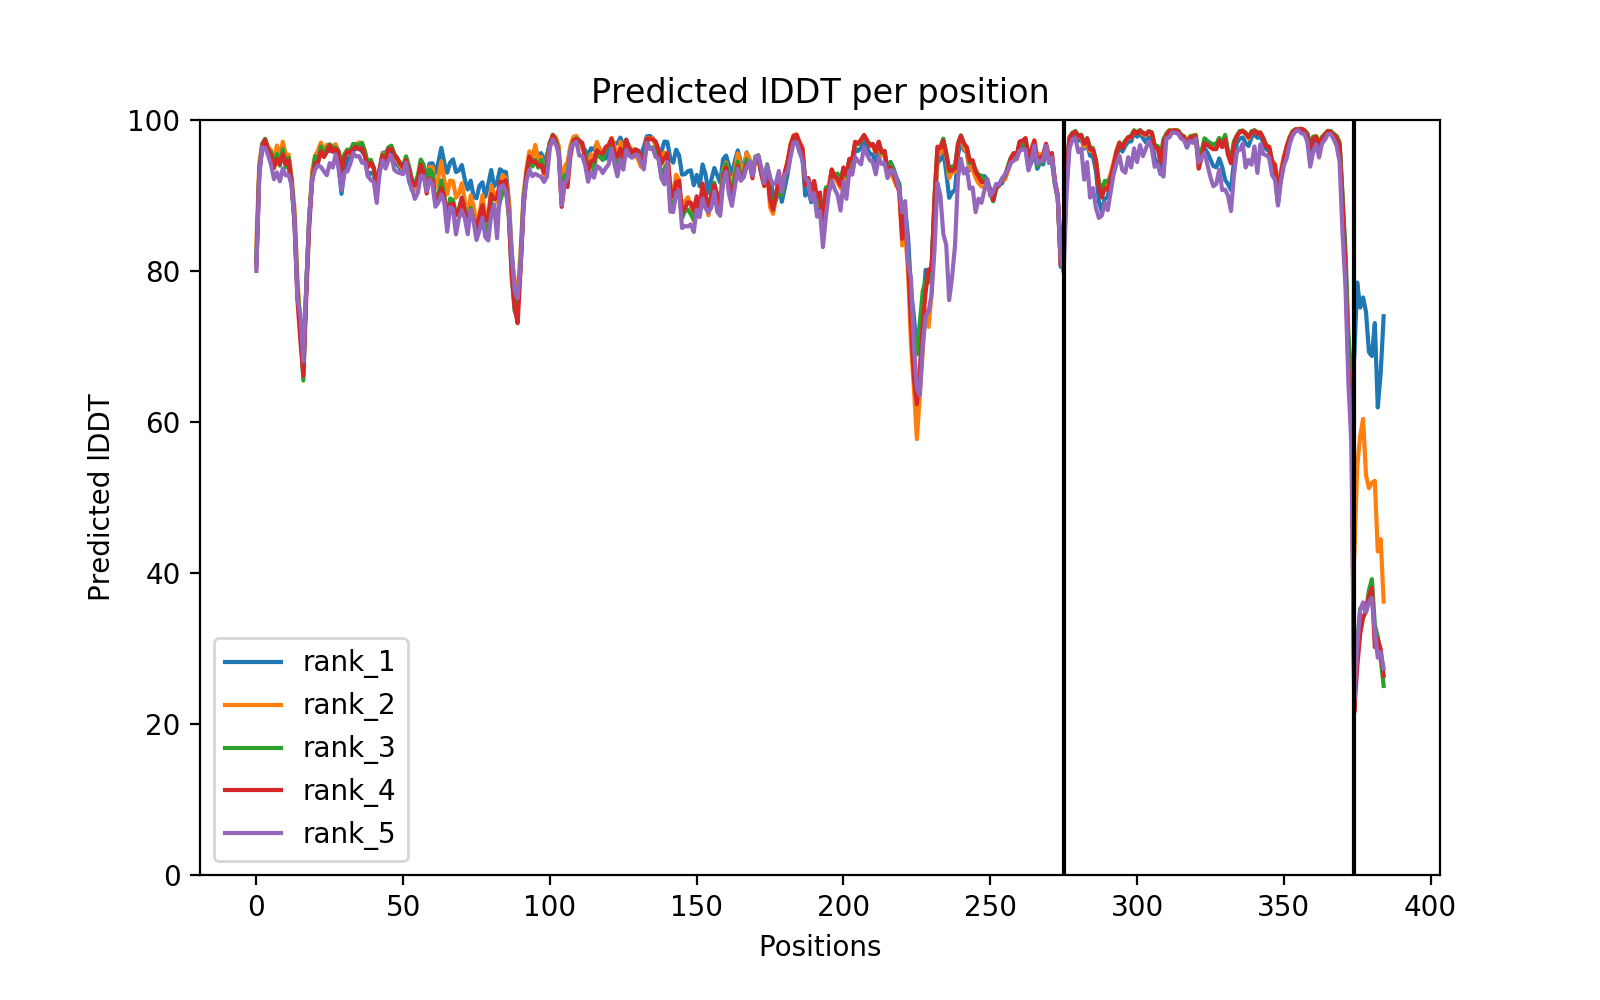 Predicted lDDT per position
100
80
60
40
20
0
Predicted lDDT
rank_1
rank_2
rank_3
rank_4
rank_5
0 50 100 150 200 250 300 350 400
Positions